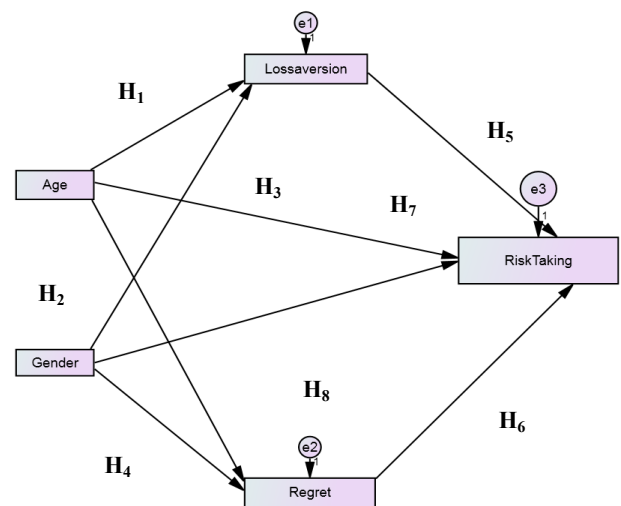 e1
1
Lossaversion
H₁
H₅
Age
H₃
e3
H₇
1
RiskTaking
H₂
Gender
H₈
H₆
e2
H₄
1
Regret